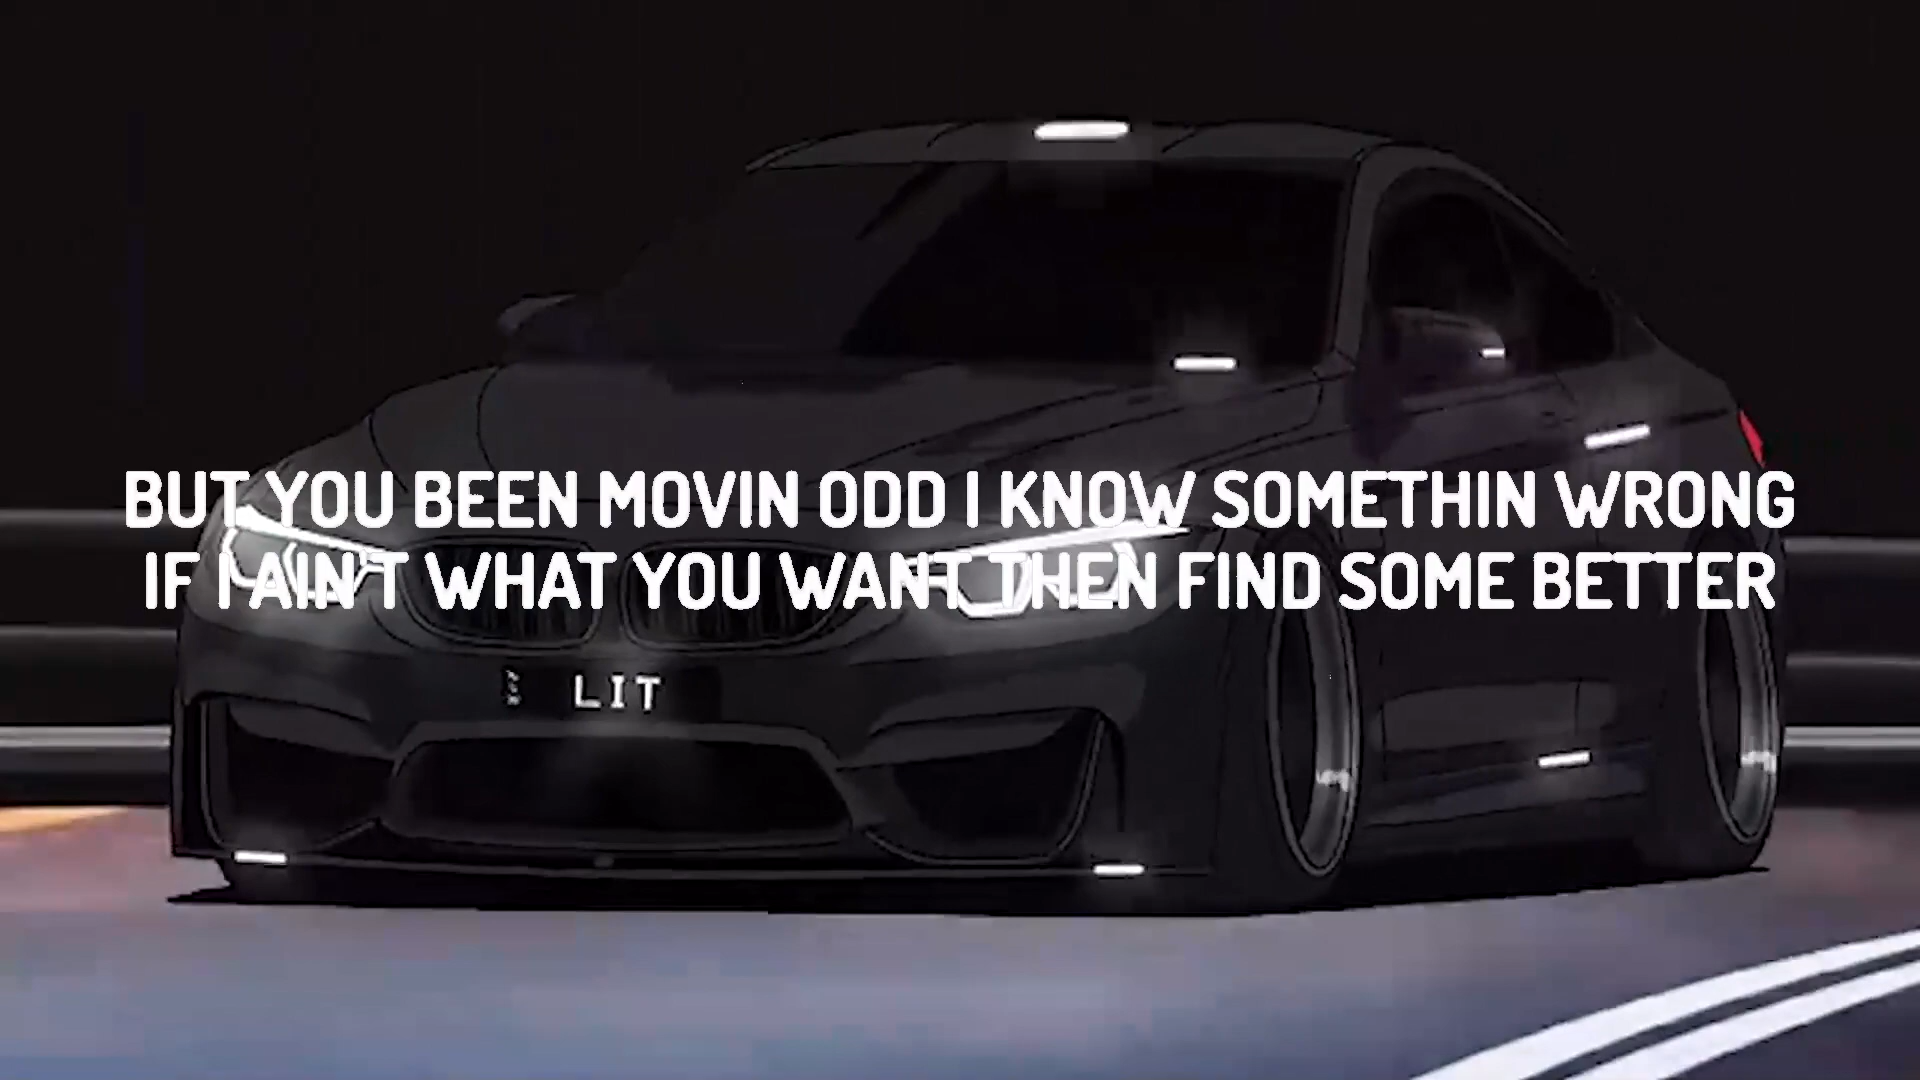 BUT YOU BEEN MOVIN ODD I KNOW SOMETHIN WRONG
IF I AIN'T WHAT YOU WANT THEN FIND SOME BETTER
LIT